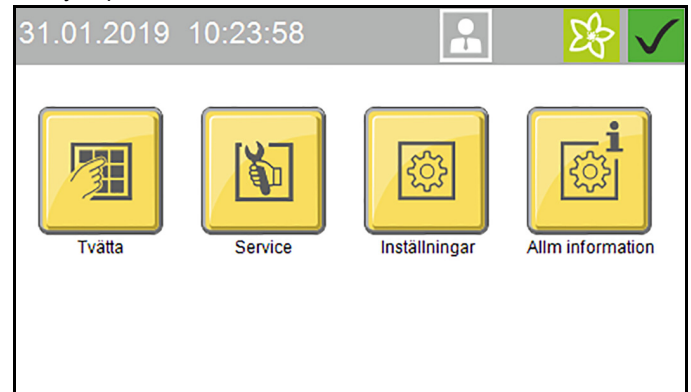 31.01.2019 10:23:58
Tvätta
Service
Inställningar
Allm information